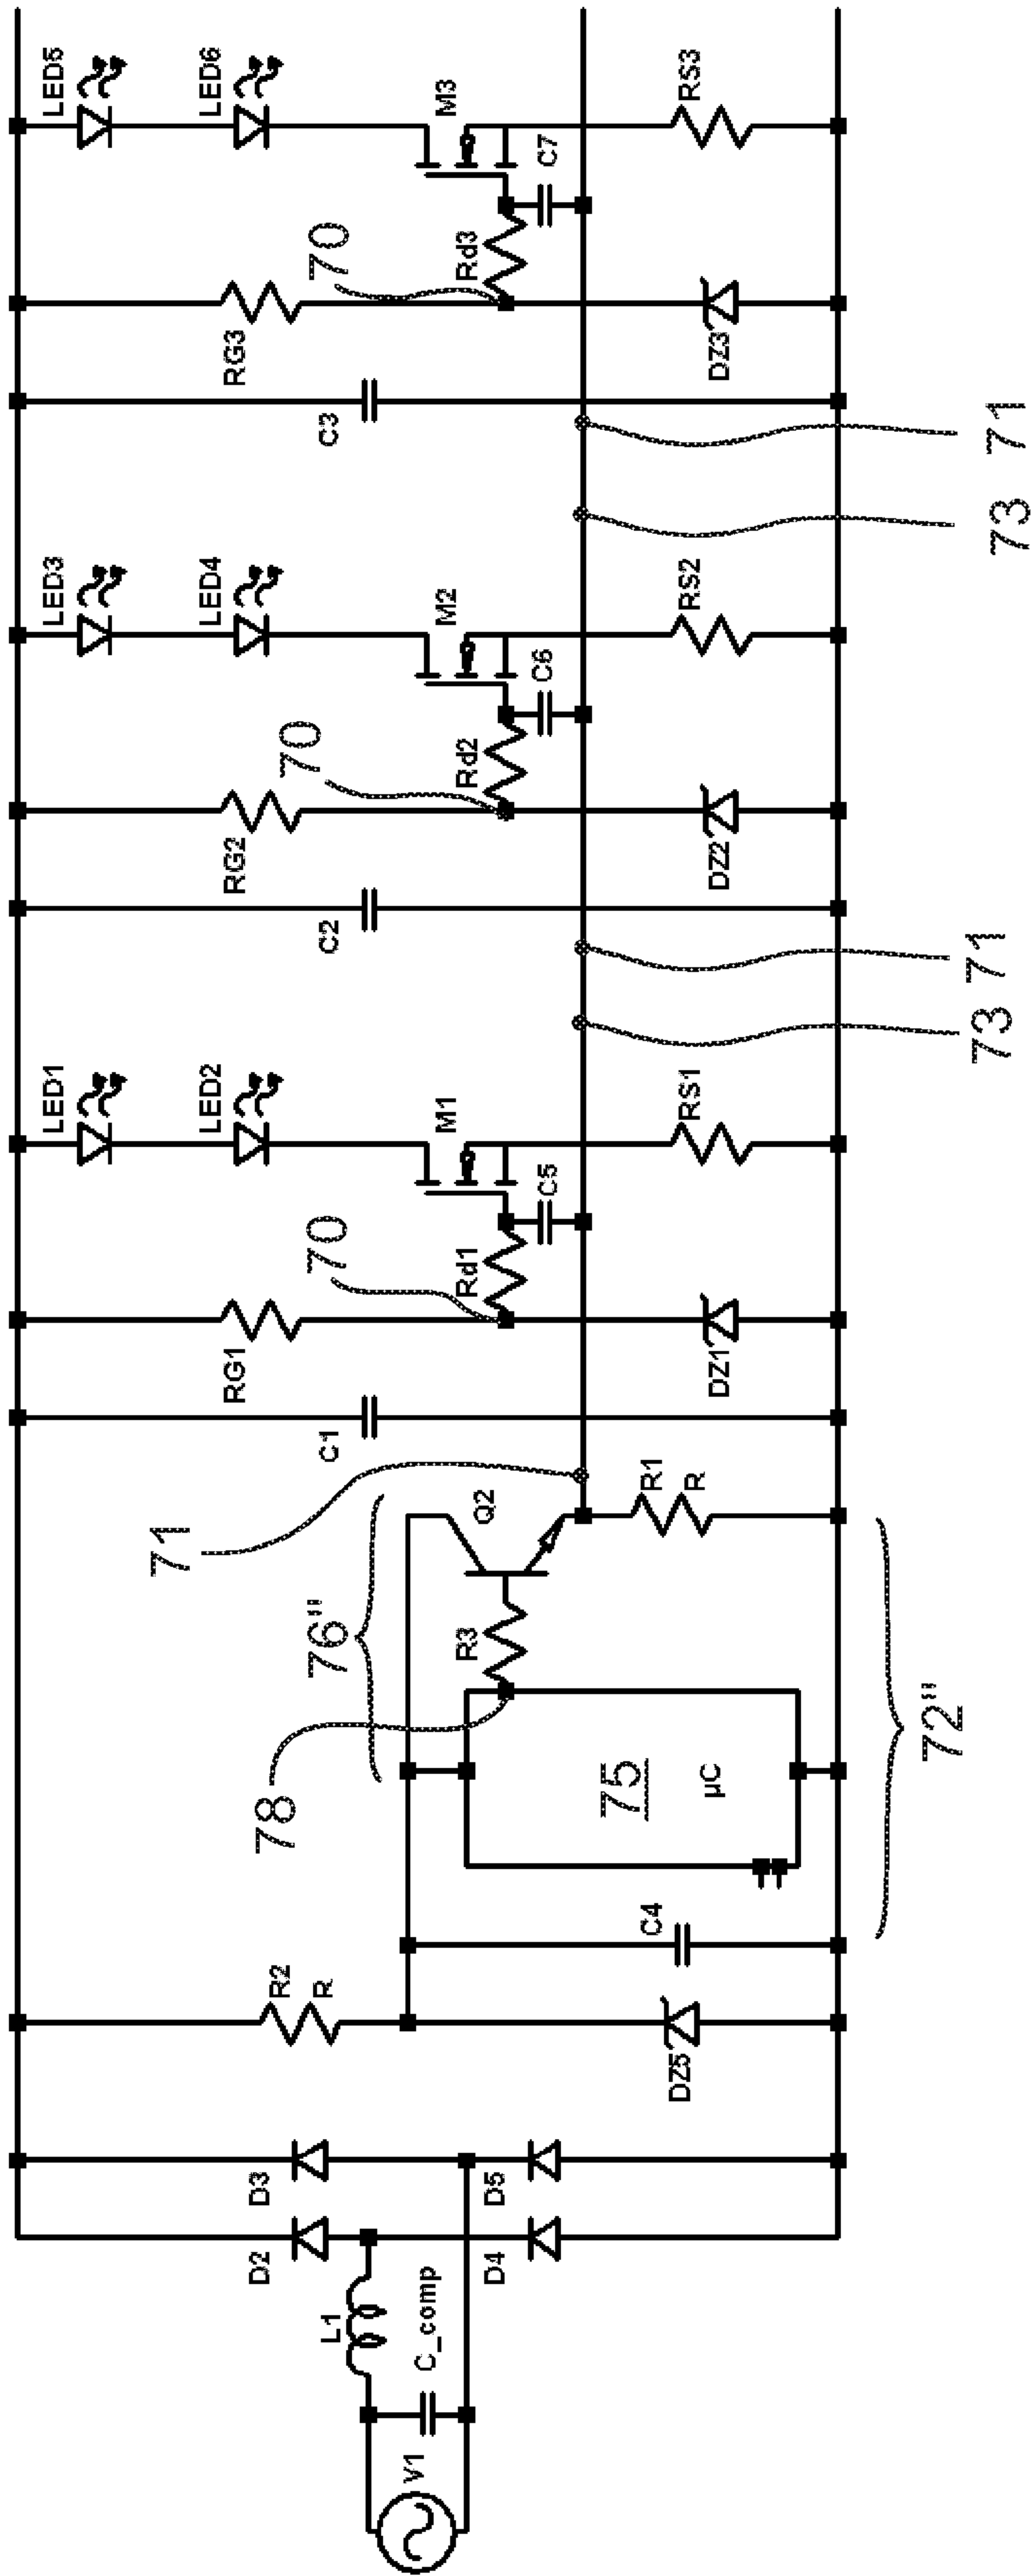 V1
C_comp
L1
D2
D3
D4
D5
R2
R
DZ5
C4
78
75
µC
72"
76"
R3
Q2
71
R1
R
C1
RG1
70
Rd1
DZ1
C5
M1
LED1
LED2
RS1
73
71
C2
RG2
70
Rd2
DZ2
C6
M2
LED3
LED4
RS2
73
71
C3
RG3
70
Rd3
DZ3
C7
M3
LED5
LED6
RS3